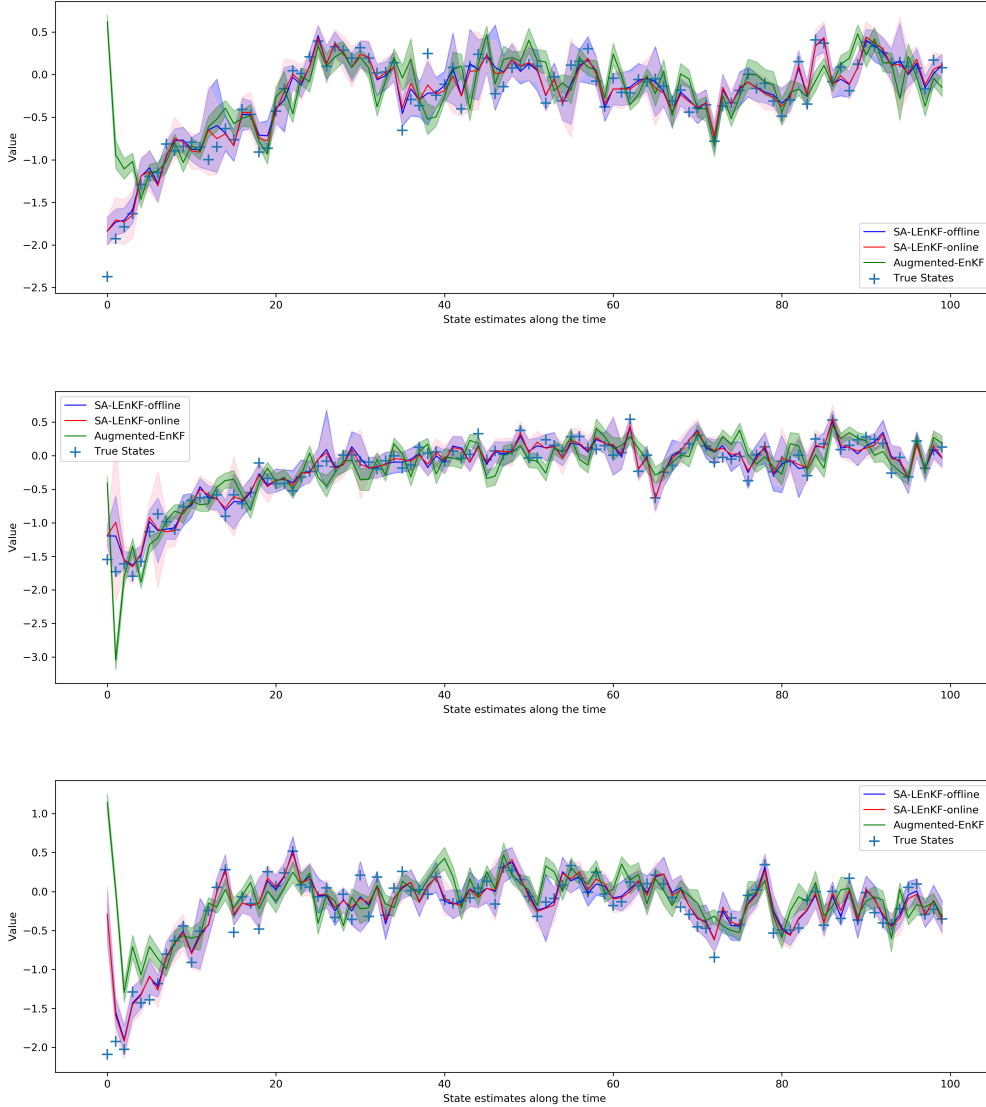 0.5
0.0
−0.5
−1.0
−1.5
−2.0
−2.5
Value
SA-LEnKF-offline
SA-LEnKF-online
Augmented-EnKF
True States
0 20 40 60 80 100
State estimates along the time
0.5
0.0
−0.5
−1.0
−1.5
−2.0
−2.5
−3.0
Value
SA-LEnKF-offline
SA-LEnKF-online
Augmented-EnKF
True States
0 20 40 60 80 100
State estimates along the time
1.0
0.5
0.0
−0.5
−1.0
−1.5
−2.0
Value
SA-LEnKF-offline
SA-LEnKF-online
Augmented-EnKF
True States
0 20 40 60 80 100
State estimates along the time